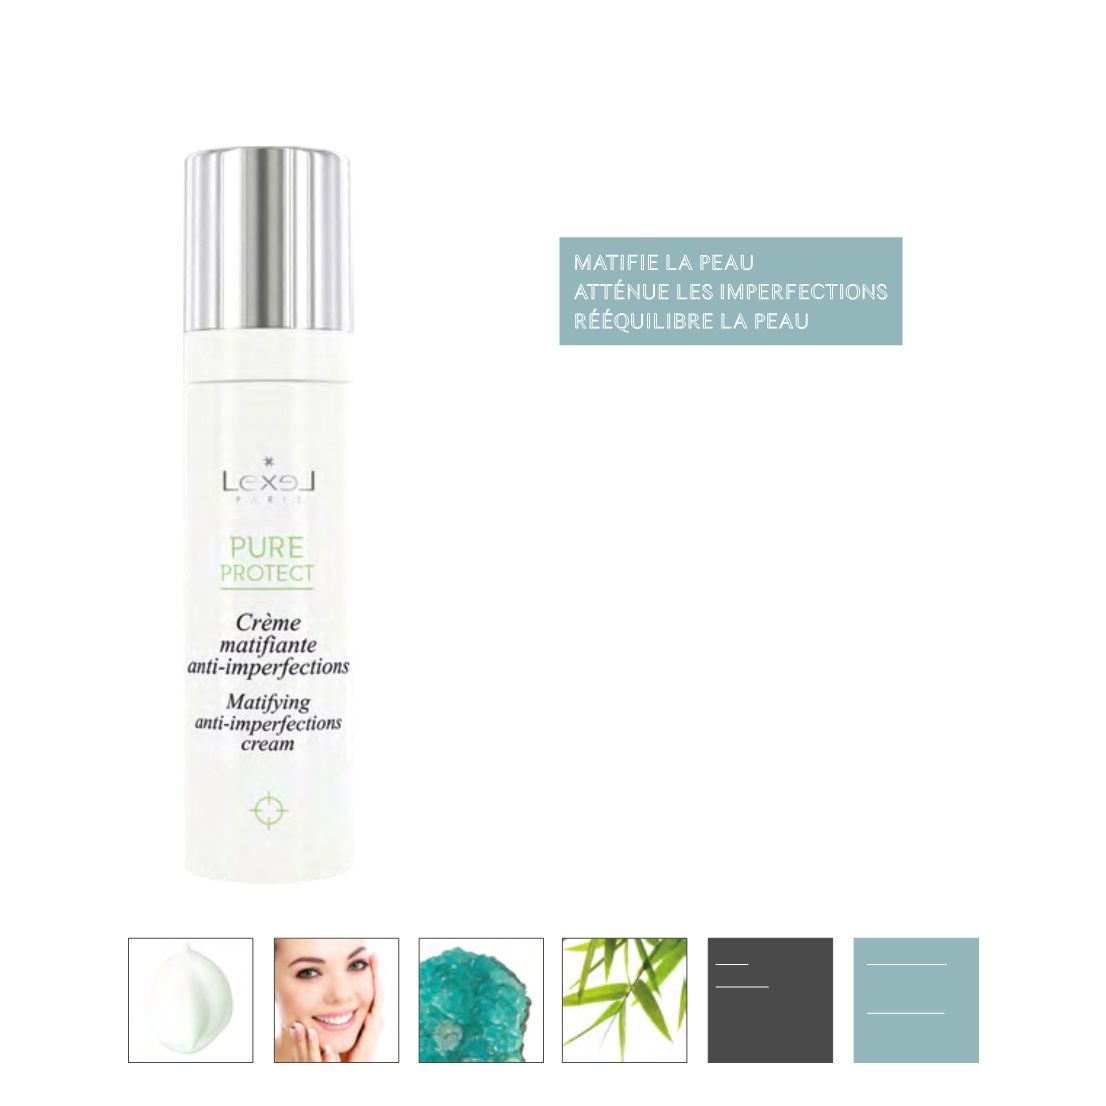 MATIFIE LA PEAU
ATTÉNUE LES IMPERFECTIONS
RÉÉQUILIBRE LA PEAU
Lexel
PARIS
PURE
PROTECT
Crème
matifiante
anti-imperfections
Matifying
anti-imperfections
cream